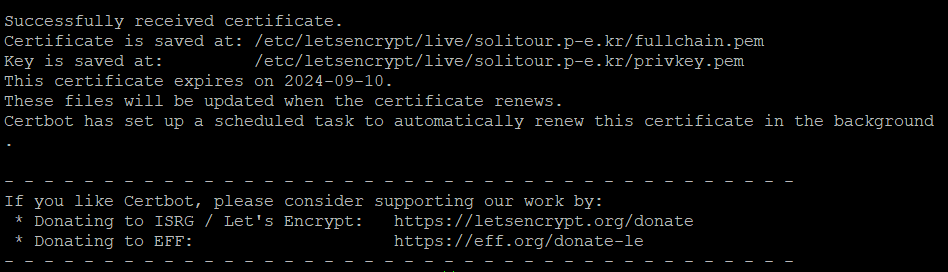 Successfully received certificate.
Certificate is saved at: /etc/letsencrypt/live/solitour.p-e.kr/fullchain.pem
Key is saved at:         /etc/letsencrypt/live/solitour.p-e.kr/privkey.pem
This certificate expires on 2024-09-10.
These files will be updated when the certificate renews.
Certbot has set up a scheduled task to automatically renew this certificate in the background
.
- - - - - - - - - - - - - - - - - - - - - - - - - - - - - - - - - - - - - - - -
If you like Certbot, please consider supporting our work by:
 * Donating to ISRG / Let's Encrypt:   https://letsencrypt.org/donate
 * Donating to EFF:                    https://eff.org/donate-le
- - - - - - - - - - - - - - - - - - - - - - - - - - - - - - - - - - - - - - - -